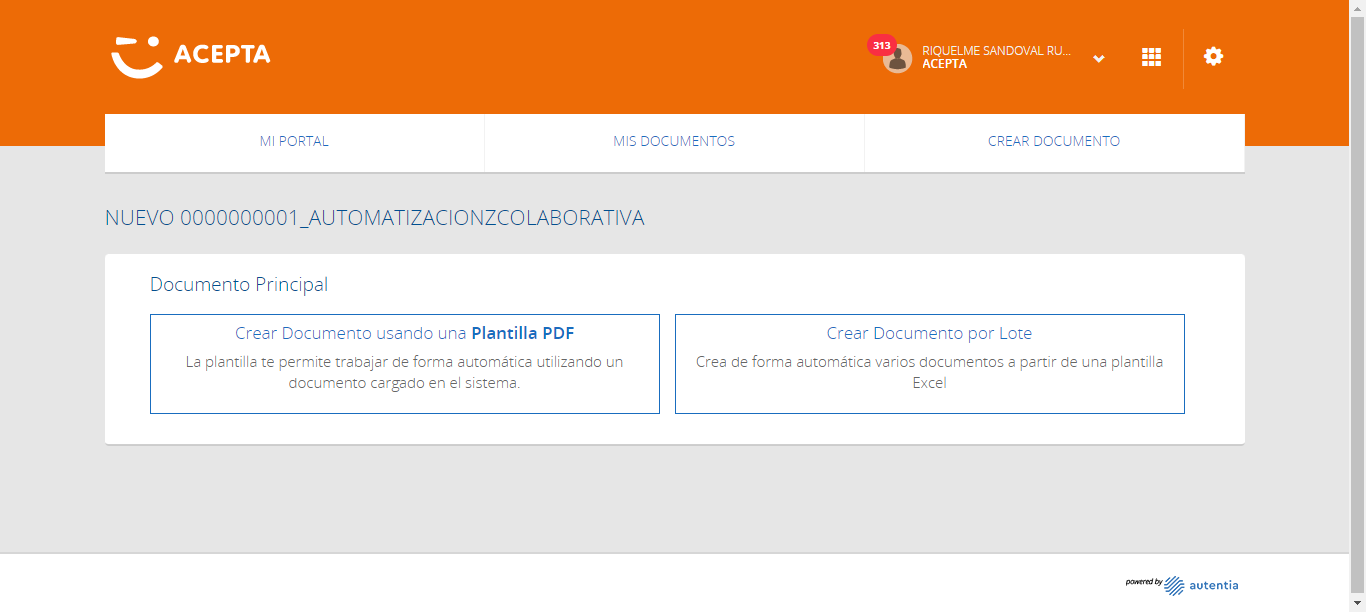 ACEPTA
313
RIQUELME SANDOVAL RU...
ACEPTA
MI PORTAL
MIS DOCUMENTOS
CREAR DOCUMENTO
NUEVO 0000000001_AUTOMATIZACIONZCOLABORATIVA
Documento Principal
Crear Documento usando una Plantilla PDF
La plantilla te permite trabajar de forma automática utilizando un
documento cargado en el sistema.
Crear Documento por Lote
Crea de forma automática varios documentos a partir de una plantilla
Excel
powered by autentia